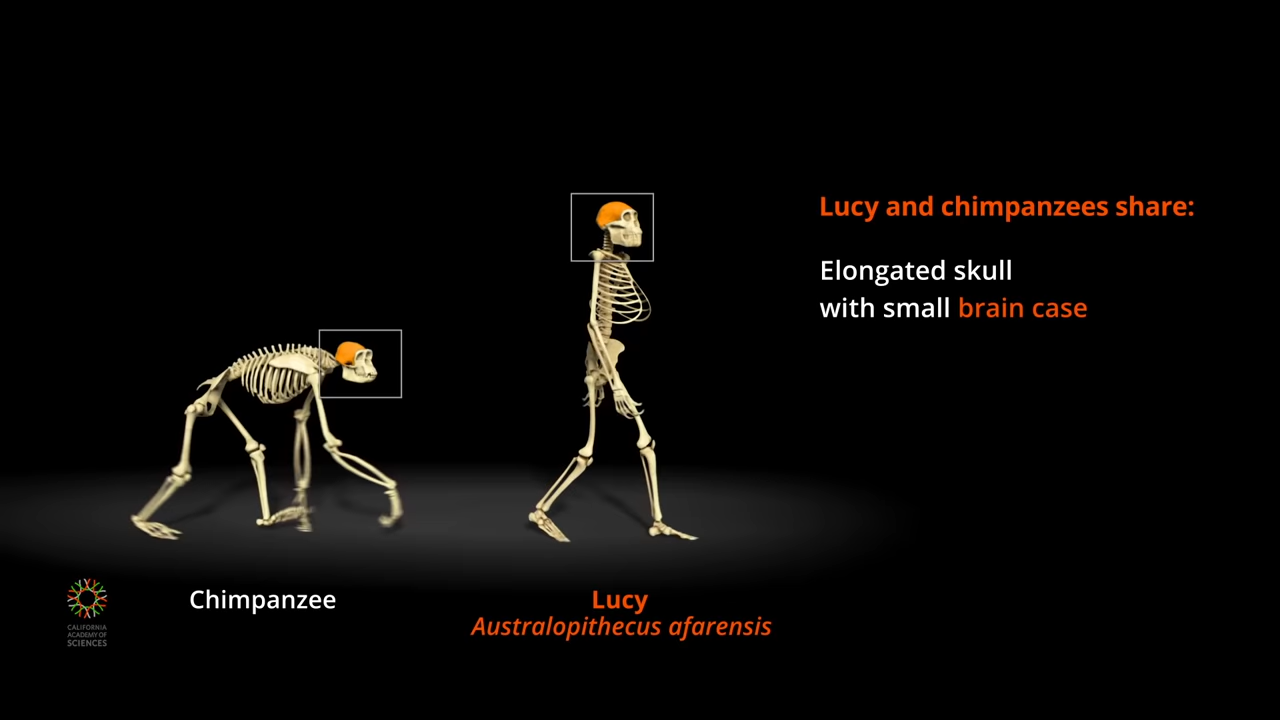 Lucy and chimpanzees share:
Elongated skull
with small brain case
Chimpanzee
Lucy
Australopithecus afarensis
CALIFORNIA
ACADEMY OF
SCIENCES